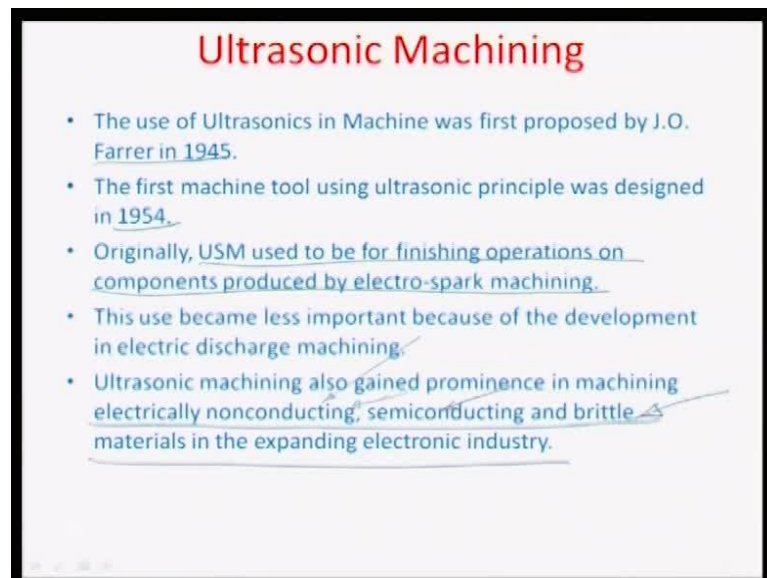 Ultrasonic Machining
• The use of Ultrasonics in Machine was first proposed by J.O.
Farrer in 1945.
• The first machine tool using ultrasonic principle was designed
in 1954.
• Originally, USM used to be for finishing operations on
components produced by electro-spark machining.
• This use became less important because of the development
in electric discharge machining.
• Ultrasonic machining also gained prominence in machining
electrically nonconducting, semiconducting and brittle
materials in the expanding electronic industry.